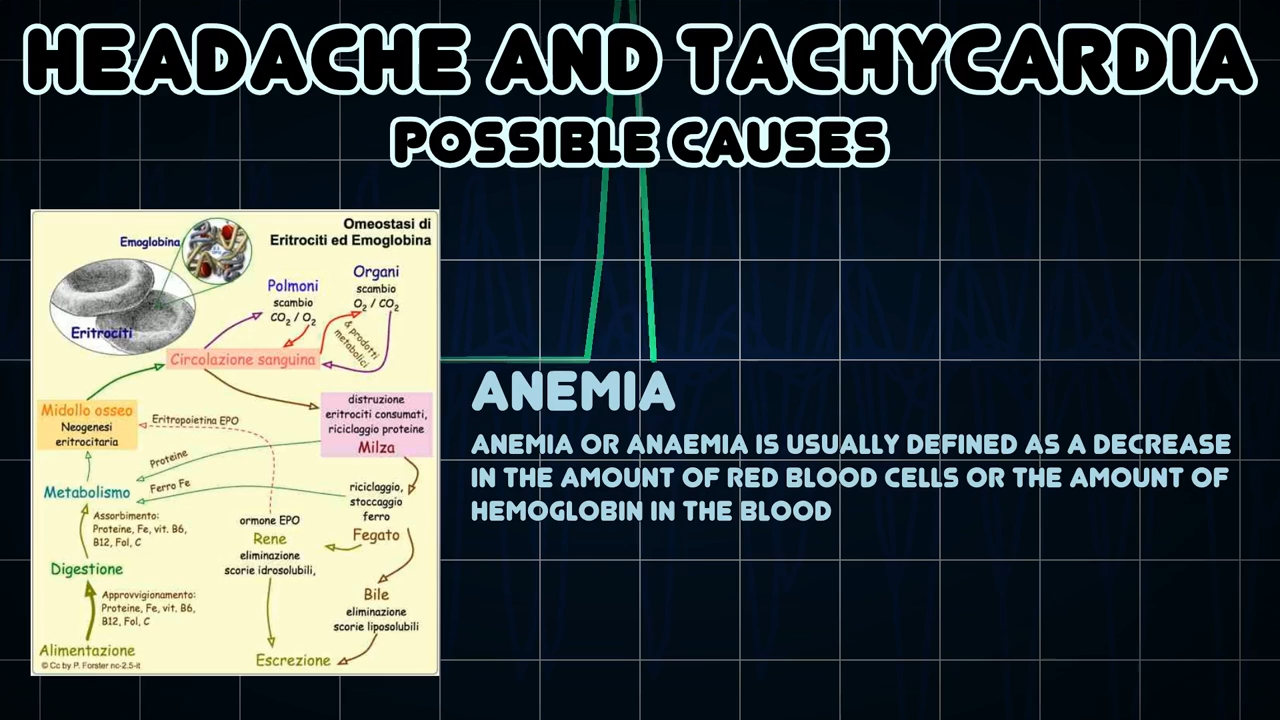 HEADACHE AND TACHYCARDIA
POSSIBLE CAUSES
Omeostasi di
Eritrociti ed Emoglobina
Emoglobina
Eritrociti
Polmoni
scambio
CO2 / O2
Organi
scambio
O2 / CO2
& prodotti
metabolici
Circolazione sanguina
Midollo osseo
Neogenesi
eritrocitaria
Eritropoietina EPO
distruzione
eritrociti consumati,
riciclaggio proteine
Milza
Proteine
Ferro Fe
Metabolismo
riciclaggio,
stoccaggio
ferro
Fegato
Assorbimento:
Proteine, Fe, vit. B6,
B12, Fol, C
ormone EPO
Rene
eliminazione
scorie idrosolubili,
Digestione
Approvvigionamento:
Proteine, Fe, vit. B6,
B12, Fol, C
Bile
eliminazione
scorie liposolubili
Alimentazione
Escrezione
© Cc by P. Forster nc-2.5-it
ANEMIA
ANEMIA OR ANAEMIA IS USUALLY DEFINED AS A DECREASE
IN THE AMOUNT OF RED BLOOD CELLS OR THE AMOUNT OF
HEMOGLOBIN IN THE BLOOD